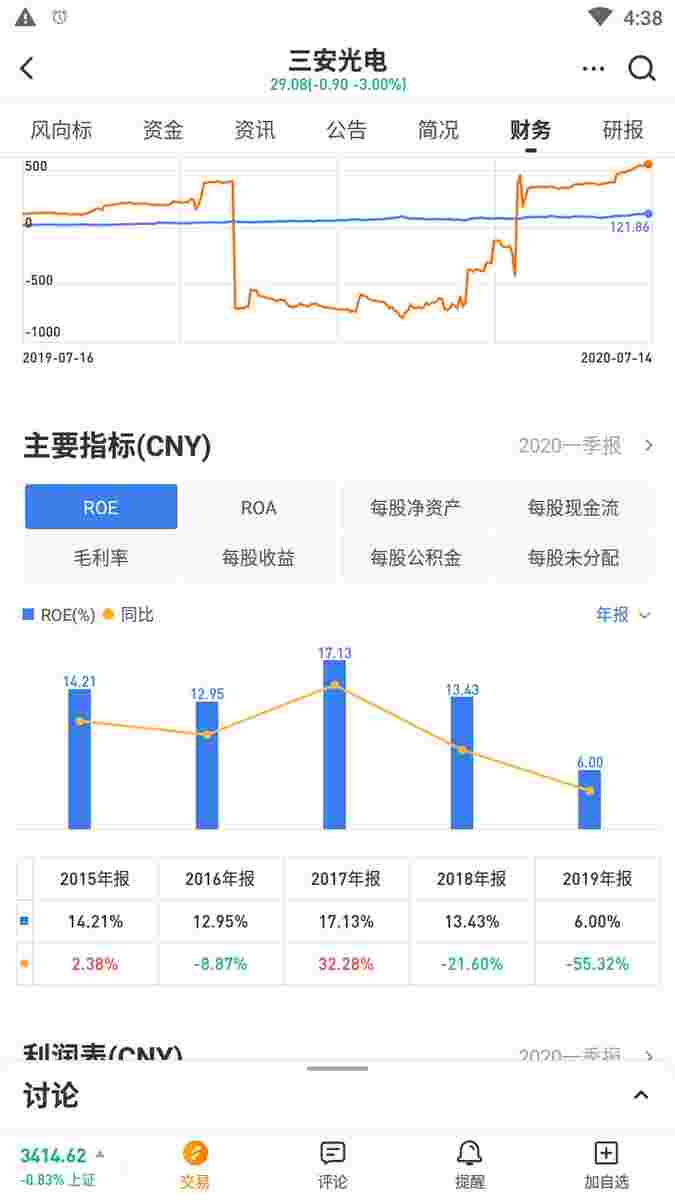 4:38
三安光电
29.08(-0.90 -3.00%)
风向标 资金 资讯 公告 简况 财务 研报
500
0
121.86
-500
-1000
2019-07-16 2020-07-14
主要指标(CNY) 2020一季报
ROE ROA 每股净资产 每股现金流
毛利率 每股收益 每股公积金 每股未分配
ROE(%) 同比 年报
14.21 12.95 17.13 13.43 6.00
2015年报 2016年报 2017年报 2018年报 2019年报
14.21% 12.95% 17.13% 13.43% 6.00%
2.38% -8.87% 32.28% -21.60% -55.32%
利润表(CNY) 2020一季报
讨论
3414.62
-0.83% 上证
交易 评论 提醒 加自选